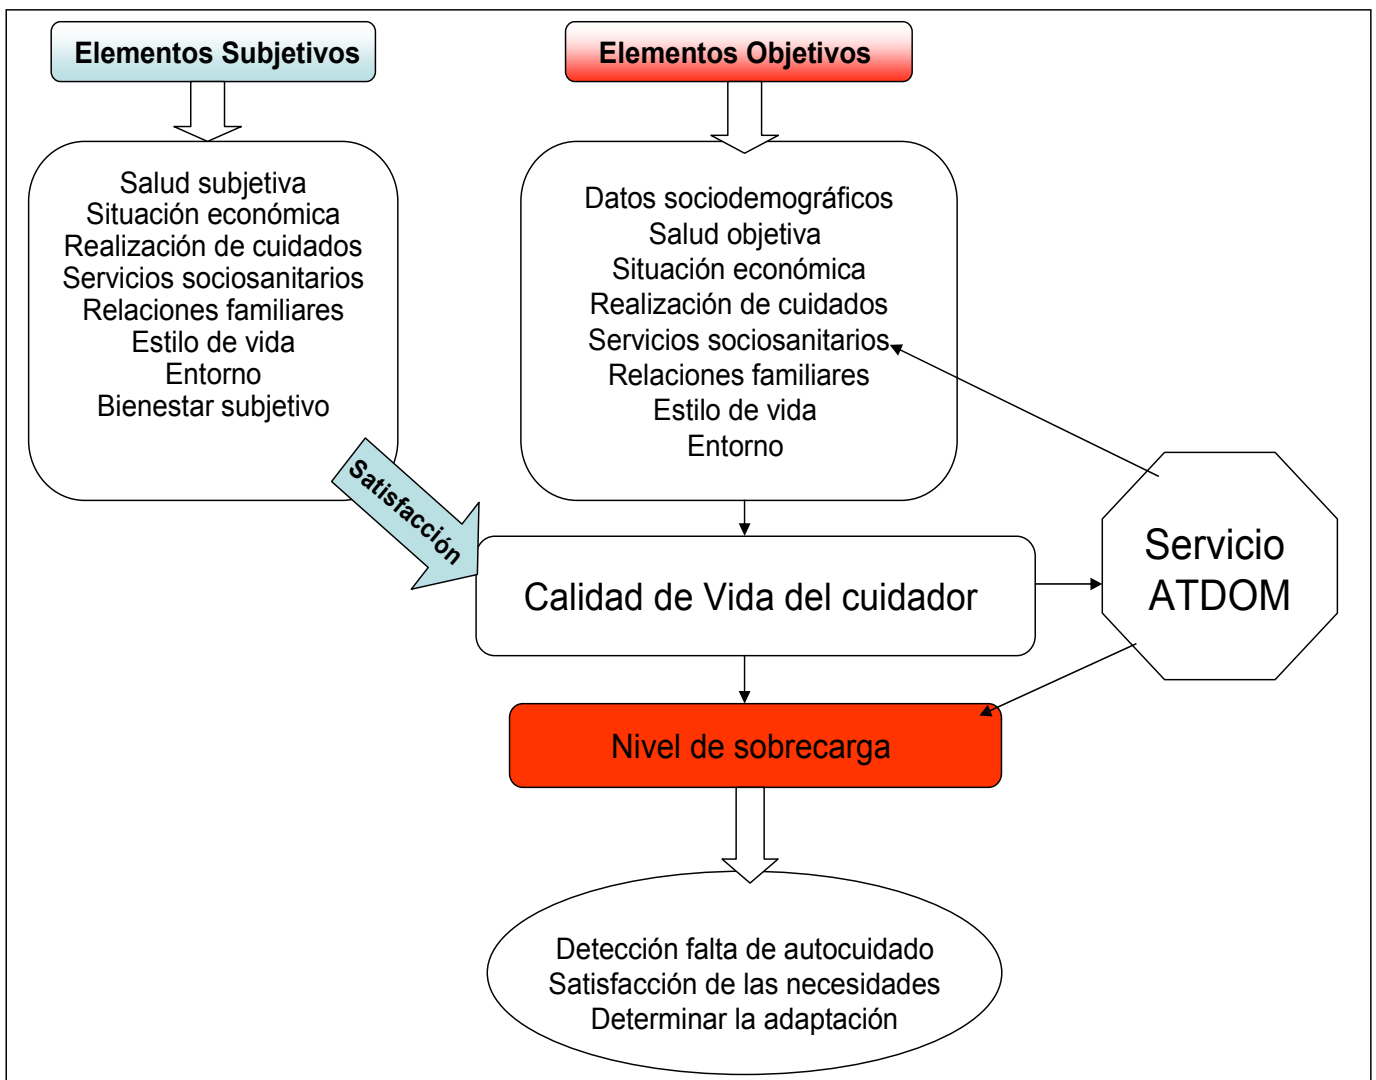 Elementos Subjetivos
Elementos Objetivos
Salud subjetiva
Situación económica
Realización de cuidados
Servicios sociosanitarios
Relaciones familiares
Estilo de vida
Entorno
Bienestar subjetivo
Datos sociodemográficos
Salud objetiva
Situación económica
Realización de cuidados
Servicios sociosanitarios
Relaciones familiares
Estilo de vida
Entorno
Satisfacción
Calidad de Vida del cuidador
Servicio
ATDOM
Nivel de sobrecarga
Detección falta de autocuidado
Satisfacción de las necesidades
Determinar la adaptación